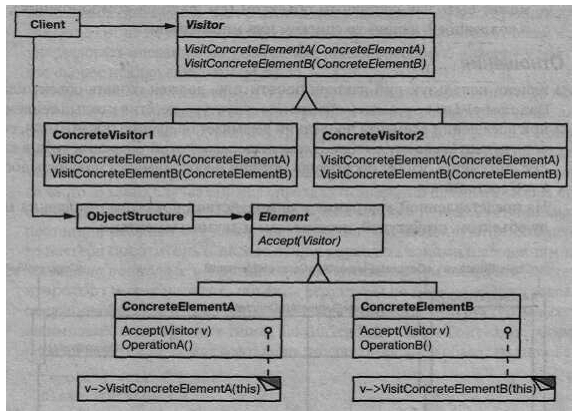 Client
Visitor
VisitConcreteElementA(ConcreteElementA)
VisitConcreteElementB(ConcreteElementB)
ConcreteVisitor1
VisitConcreteElementA(ConcreteElementA)
VisitConcreteElementB(ConcreteElementB)
ConcreteVisitor2
VisitConcreteElementA(ConcreteElementA)
VisitConcreteElementB(ConcreteElementB)
ObjectStructure
Element
Accept(Visitor)
ConcreteElementA
Accept(Visitor v)
OperationA()
v–>VisitConcreteElementA(this)
ConcreteElementB
Accept(Visitor v)
OperationB()
v–>VisitConcreteElementB(this)